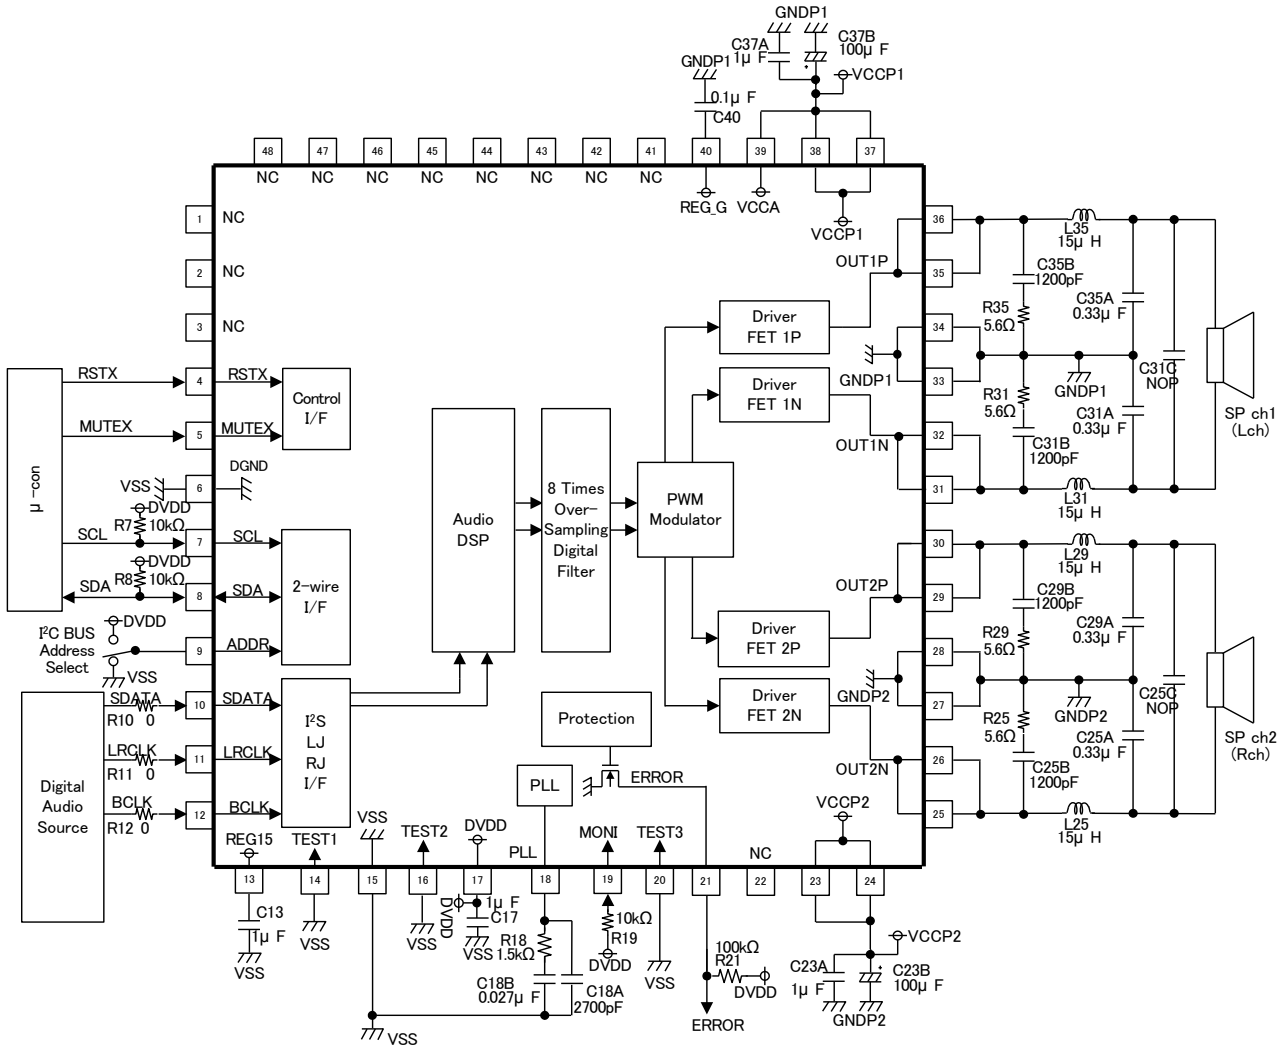 GNDP1
C37A
1μ F
C37B
100μ F
GNDP1
VCCP1
0.1μ F
C40
48
47
46
45
44
43
42
41
40
39
38
37
NC
NC
NC
NC
NC
NC
NC
NC
REG_G
VCCA
VCCP1
1
NC
2
NC
3
NC
36
35
34
33
32
31
OUT1P
GNDP1
OUT1N
L35
15μ H
C35B
1200pF
R35
5.6Ω
C35A
0.33μ F
GNDP1
C31C
NOP
R31
5.6Ω
C31A
0.33μ F
C31B
1200pF
L31
15μ H
SP ch1
(Lch)
Driver
FET 1P
Driver
FET 1N
μ-con
RSTX
4
RSTX
MUTEX
5
MUTEX
Control
I/F
VSS
6
DGND
DVDD
R7
10kΩ
SCL
7
SCL
DVDD
R8
10kΩ
SDA
8
SDA
2-wire
I/F
I²C BUS
Address
Select
DVDD
VSS
9
ADDR
Audio
DSP
8 Times
Over-
Sampling
Digital
Filter
PWM
Modulator
30
29
28
27
26
25
OUT2P
GNDP2
OUT2N
L29
15μ H
C29B
1200pF
R29
5.6Ω
C29A
0.33μ F
GNDP2
C25C
NOP
R25
5.6Ω
C25A
0.33μ F
C25B
1200pF
L25
15μ H
SP ch2
(Rch)
Driver
FET 2P
Driver
FET 2N
Digital
Audio
Source
SDATA
R10 0
10
SDATA
LRCLK
R11 0
11
LRCLK
BCLK
R12 0
12
BCLK
I²S
LJ
RJ
I/F
Protection
PLL
ERROR
REG15
TEST1
VSS
TEST2
DVDD
PLL
MONI
TEST3
NC
VCCP2
13
14
15
16
17
18
19
20
21
22
23
24
C13
1μ F
VSS
VSS
VSS
VSS
DVDD
1μ F
C17
VSS
R18
1.5kΩ
C18B
0.027μ F
C18A
2700pF
10kΩ
R19
DVDD
VSS
100kΩ
R21
DVDD
ERROR
VCCP2
C23A
1μ F
C23B
100μ F
GNDP2